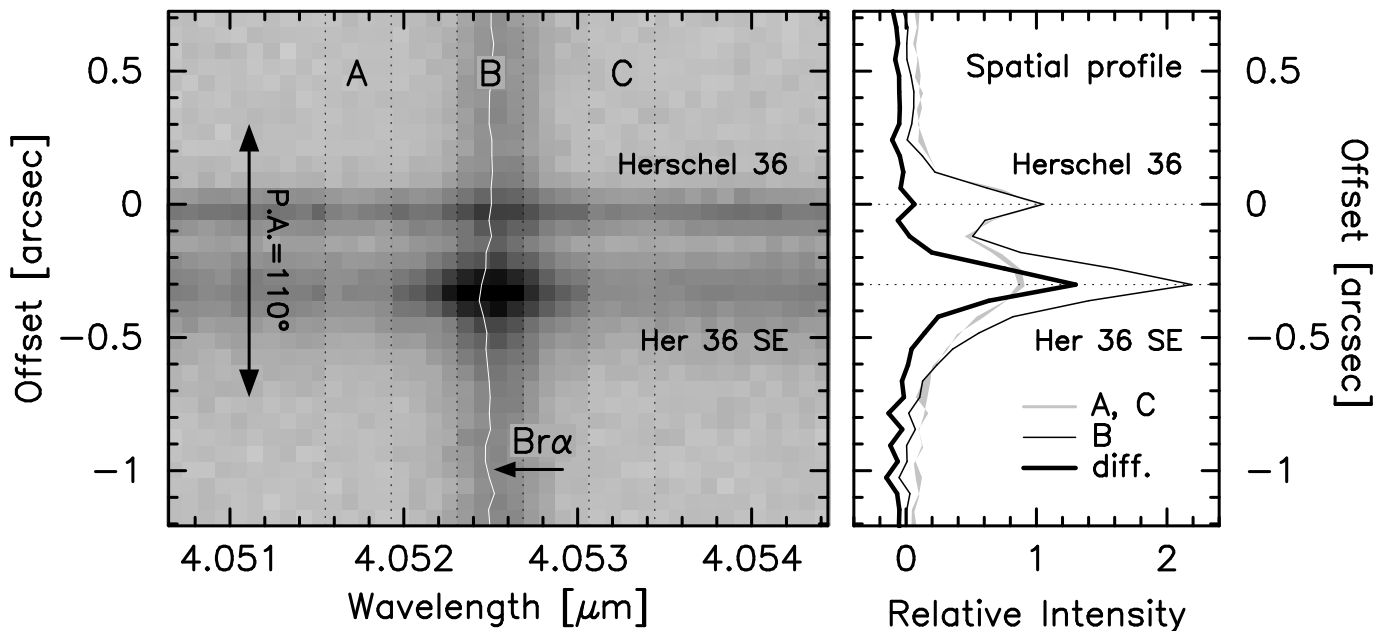 A B C
Spatial profile
Herschel 36
Herschel 36
Her 36 SE
Her 36 SE
P.A.=110°
Brα
A, C
B
diff.
0.5
0
−0.5
−1
0.5
0
−0.5
−1
Offset [arcsec]
Offset [arcsec]
4.051 4.052 4.053 4.054
0 1 2
Wavelength [μm]
Relative Intensity